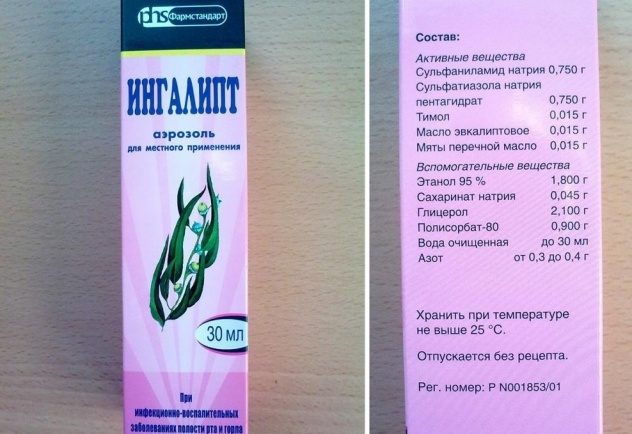 phs Фармстандарт
ИНГАЛИПТ
аэрозоль
для местного применения
30 мл
При
инфекционно-воспалительных
заболеваниях полости рта и горла
Состав:
Активные вещества
Сульфаниламид натрия 0,750 г
Сульфатиазола натрия
пентагидрат 0,750 г
Тимол 0,015 г
Масло эвкалиптовое 0,015 г
Мяты перечной масло 0,015 г
Вспомогательные вещества
Этанол 95 % 1,800 г
Сахаринат натрия 0,045 г
Глицерол 2,100 г
Полисорбат-80 0,900 г
Вода очищенная до 30 мл
Азот от 0,3 до 0,4 г
Хранить при температуре
не выше 25 °С.
Отпускается без рецепта.
Рег. номер: Р N001853/01